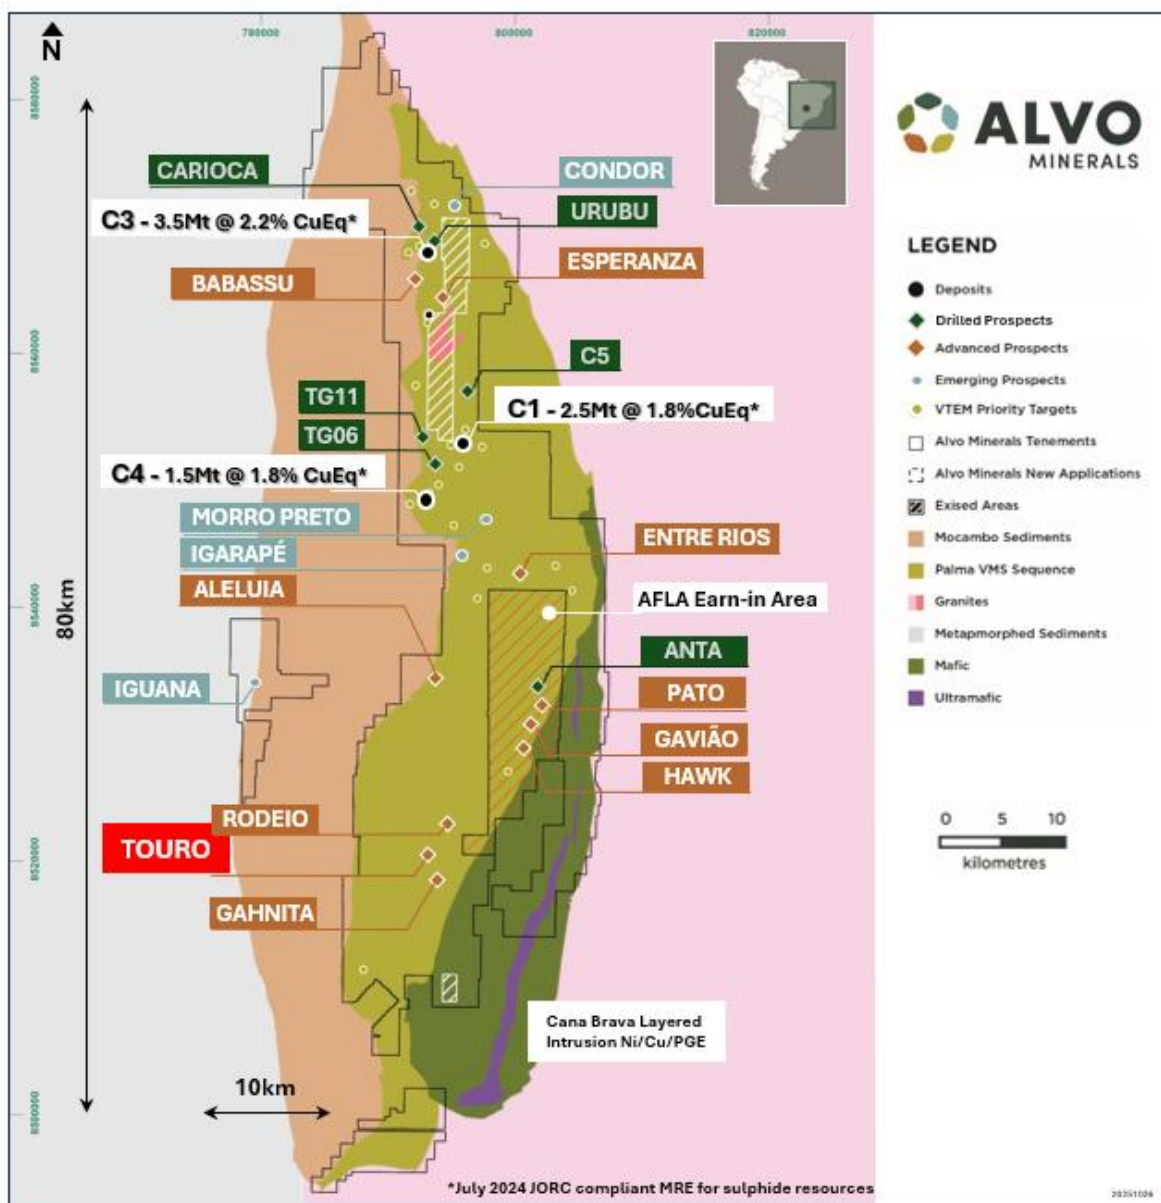 780000
800000
820000
N
8580000
ALVO
MINERALS
CARIOCA
CONDOR
C3 - 3.5Mt @ 2.2% CuEq*
URUBU
LEGEND
BABASSU
ESPERANZA
Deposits
Drilled Prospects
Advanced Prospects
Emerging Prospects
VTEM Priority Targets
Alvo Minerals Tenements
Alvo Minerals New Applications
Exised Areas
Mocambo Sediments
Palma VMS Sequence
Granites
Metapmorphed Sediments
Mafic
Ultramafic
8560000
C5
TG11
C1 - 2.5Mt @ 1.8%CuEq*
TG06
C4 - 1.5Mt @ 1.8% CuEq*
MORRO PRETO
IGARAPÉ
ENTRE RIOS
ALELUIA
AFLA Earn-in Area
8540000
80km
ANTA
IGUANA
PATO
GAVIÃO
HAWK
RODEIO
TOURO
8520000
GAHNITA
0 5 10
kilometres
Cana Brava Layered
Intrusion Ni/Cu/PGE
10km
8500000
*July 2024 JORC compliant MRE for sulphide resources
20251028